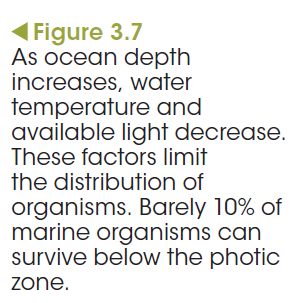 ◀ Figure 3.7
As ocean depth
increases, water
temperature and
available light decrease.
These factors limit
the distribution of
organisms. Barely 10% of
marine organisms can
survive below the photic
zone.